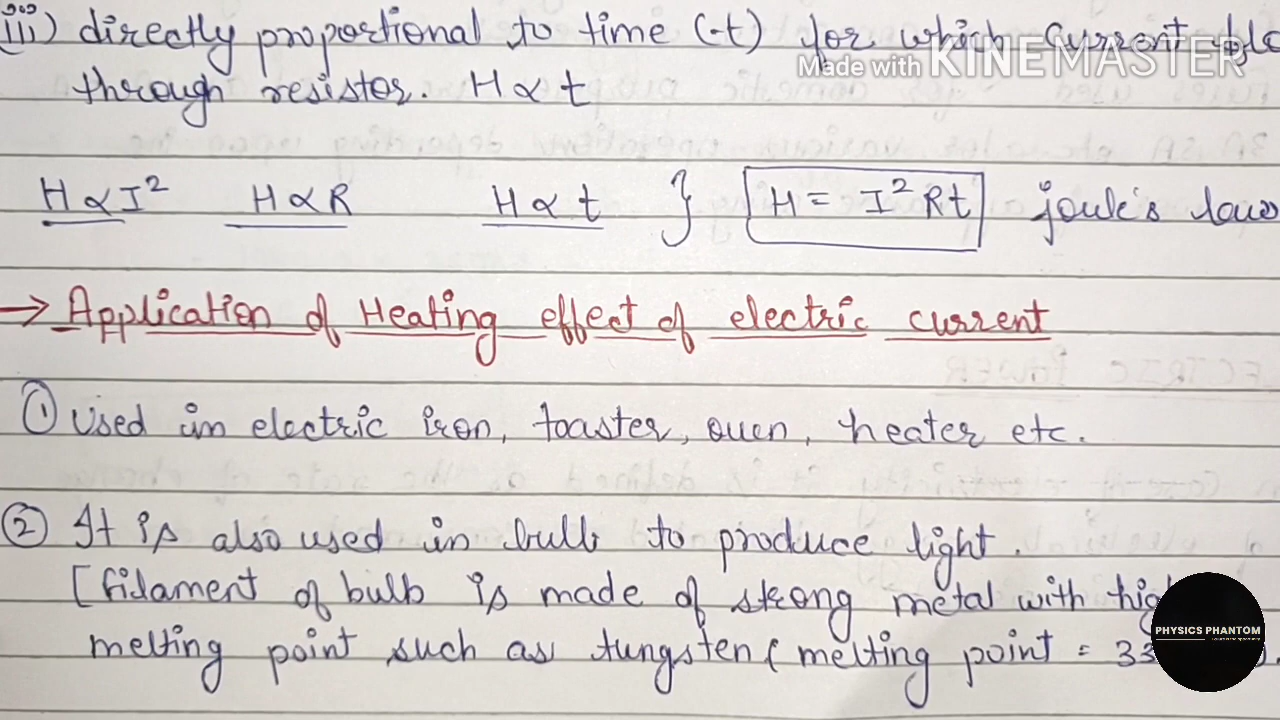 (iii) directly proportional to time (t) for which current
through resistor. H ∝ t
Made with KINEMASTER
H ∝ I² H ∝ R H ∝ t } H = I² Rt joule's law
→ Application of Heating effect of electric current
① Used in electric iron, toaster, oven, heater etc.
② It is also used in bulb to produce light.
[filament of bulb is made of strong metal with
melting point such as tungsten (melting point =
PHYSICS PHANTOM